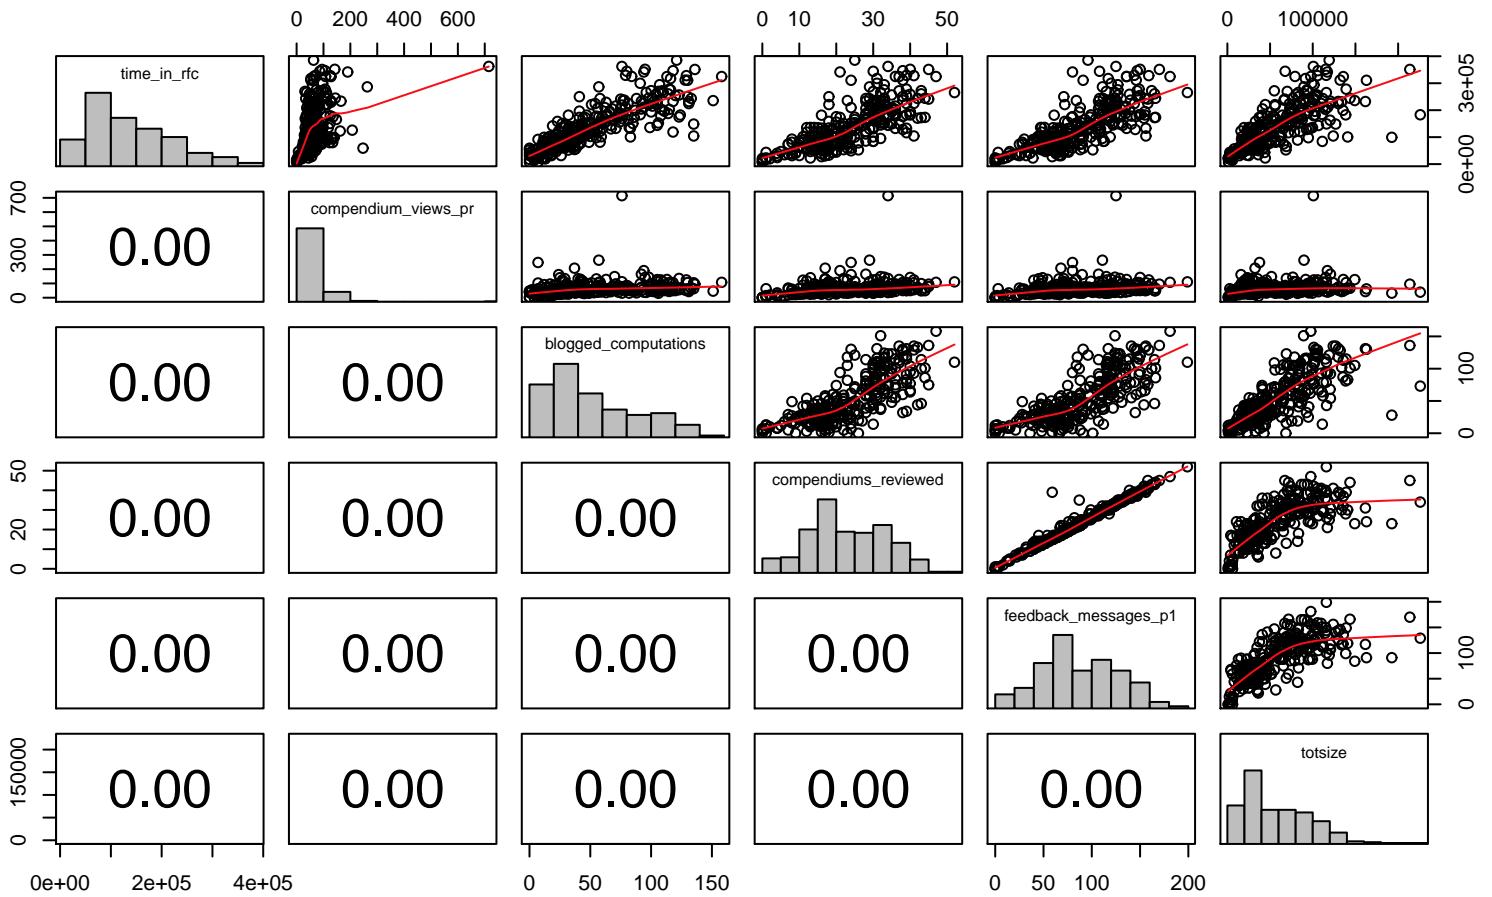 0 200 400 600 0 10 30 50 0 100000
time_in_rfc
0e+00 3e+05
0 300 700
0.00
compendium_views_pr
0.00 0.00
blogged_computations
0 100
0 20 50
0.00 0.00 0.00
compendiums_reviewed
0.00 0.00 0.00 0.00
feedback_messages_p1
0 100
0 150000
0.00 0.00 0.00 0.00 0.00
totsize
0e+00 2e+05 4e+05 0 50 100 150 0 50 100 200